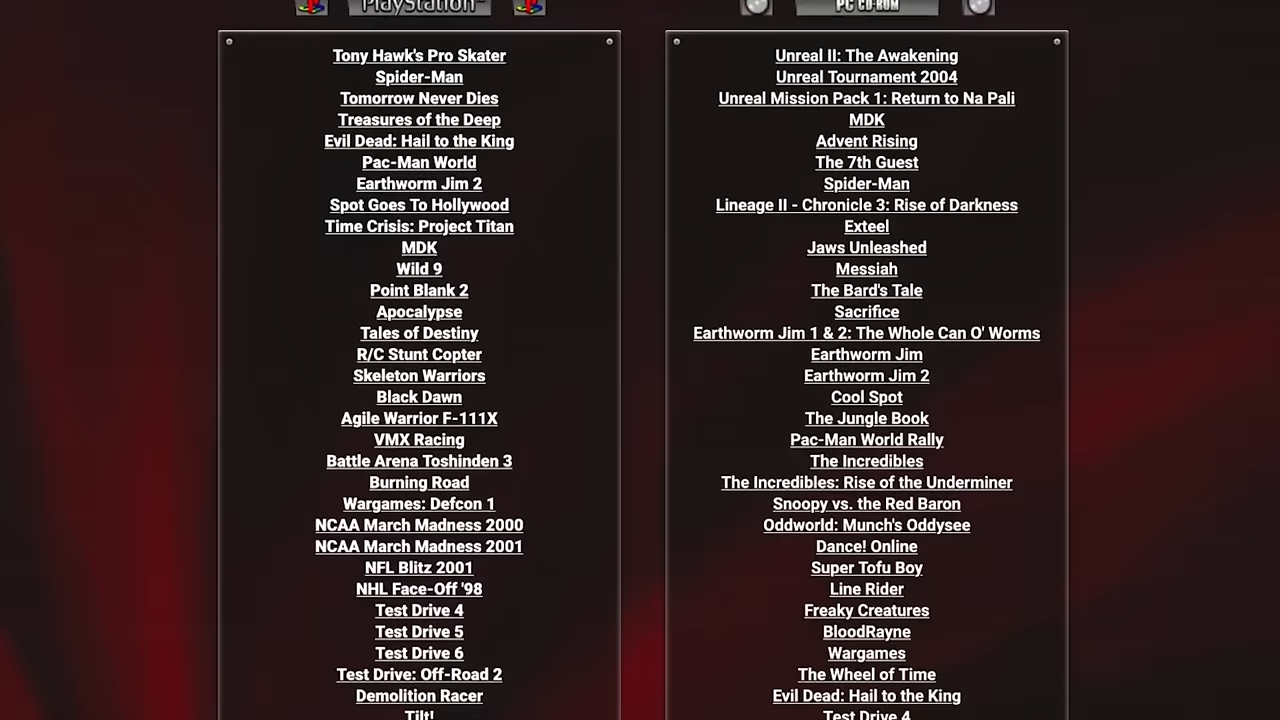 PlayStation
Tony Hawk's Pro Skater
Spider-Man
Tomorrow Never Dies
Treasures of the Deep
Evil Dead: Hail to the King
Pac-Man World
Earthworm Jim 2
Spot Goes To Hollywood
Time Crisis: Project Titan
MDK
Wild 9
Point Blank 2
Apocalypse
Tales of Destiny
R/C Stunt Copter
Skeleton Warriors
Black Dawn
Agile Warrior F-111X
VMX Racing
Battle Arena Toshinden 3
Burning Road
Wargames: Defcon 1
NCAA March Madness 2000
NCAA March Madness 2001
NFL Blitz 2001
NHL Face-Off '98
Test Drive 4
Test Drive 5
Test Drive 6
Test Drive: Off-Road 2
Demolition Racer
Tilt!
PC CD-ROM
Unreal II: The Awakening
Unreal Tournament 2004
Unreal Mission Pack 1: Return to Na Pali
MDK
Advent Rising
The 7th Guest
Spider-Man
Lineage II - Chronicle 3: Rise of Darkness
Exteel
Jaws Unleashed
Messiah
The Bard's Tale
Sacrifice
Earthworm Jim 1 & 2: The Whole Can O' Worms
Earthworm Jim
Earthworm Jim 2
Cool Spot
The Jungle Book
Pac-Man World Rally
The Incredibles
The Incredibles: Rise of the Underminer
Snoopy vs. the Red Baron
Oddworld: Munch's Oddysee
Dance! Online
Super Tofu Boy
Line Rider
Freaky Creatures
BloodRayne
Wargames
The Wheel of Time
Evil Dead: Hail to the King
Test Drive 4